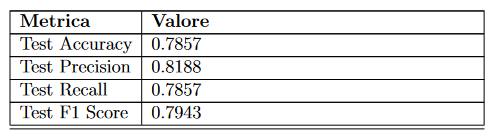 Metrica Valore
Test Accuracy 0.7857
Test Precision 0.8188
Test Recall 0.7857
Test F1 Score 0.7943